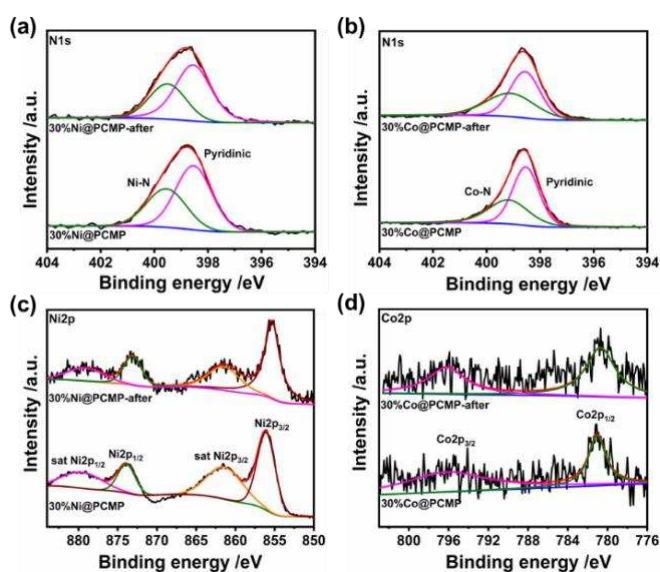 (a)
N1s
30%Ni@PCMP-after
Pyridinic
Ni-N
30%Ni@PCMP
404 402 400 398 396 394
Binding energy /eV
Intensity /a.u.
(b)
N1s
30%Co@PCMP-after
Pyridinic
Co-N
30%Co@PCMP
404 402 400 398 396 394
Binding energy /eV
Intensity /a.u.
(c)
Ni2p
30%Ni@PCMP-after
Ni2p3/2
sat Ni2p1/2 Ni2p1/2 sat Ni2p3/2
30%Ni@PCMP
880 875 870 865 860 855 850
Binding energy /eV
Intensity /a.u.
(d)
Co2p
30%Co@PCMP-after
Co2p1/2
Co2p3/2
30%Co@PCMP
800 796 792 788 784 780 776
Binding energy /eV
Intensity /a.u.